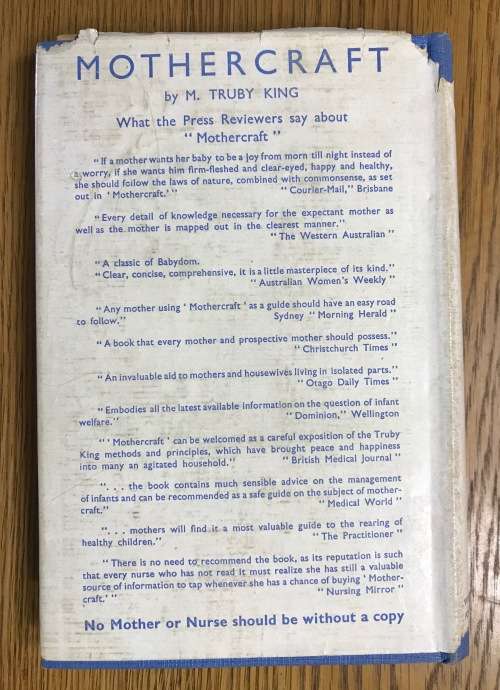 MOTHERCRAFT
by M. TRUBY KING
What the Press Reviewers say about
"Mothercraft"
"If a mother wants her baby to be a joy from morn till night instead of
a worry, if she wants him firm-fleshed and clear-eyed, happy and healthy,
she should follow the laws of nature, combined with commonsense, as set
out in 'Mothercraft.'" "Courier-Mail," Brisbane
"Every detail of knowledge necessary for the expectant mother as
well as the mother is mapped out in the clearest manner."
"The Western Australian"
"A classic of Babydom.
"Clear, concise, comprehensive, it is a little masterpiece of its kind."
"Australian Women's Weekly"
"Any mother using 'Mothercraft' as a guide should have an easy road
to follow." Sydney "Morning Herald"
"A book that every mother and prospective mother should possess."
"Christchurch Times"
"An invaluable aid to mothers and housewives living in isolated parts."
"Otago Daily Times"
"Embodies all the latest available information on the question of infant
welfare." "Dominion," Wellington
"'Mothercraft' can be welcomed as a careful exposition of the Truby
King methods and principles, which have brought peace and happiness
into many an agitated household." "British Medical Journal"
". . . the book contains much sensible advice on the management
of infants and can be recommended as a safe guide on the subject of mother-
craft." "Medical World"
". . . mothers will find it a most valuable guide to the rearing of
healthy children." "The Practitioner"
"There is no need to recommend the book, as its reputation is such
that every nurse who has not read it must realize she has still a valuable
source of information to tap whenever she has a chance of buying 'Mother-
craft.'" "Nursing Mirror"
No Mother or Nurse should be without a copy